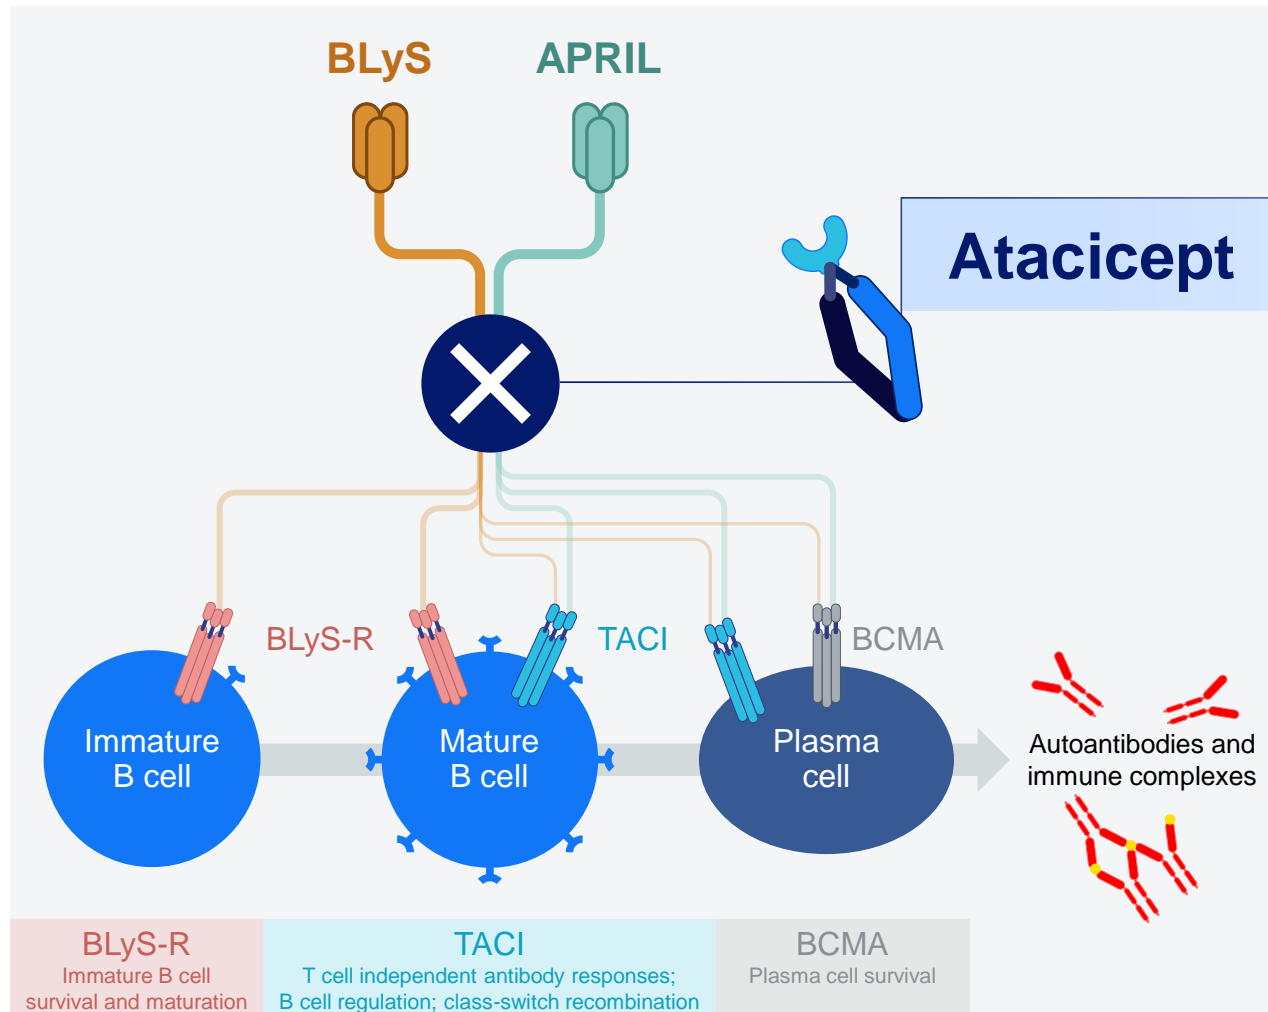 BLyS
APRIL
Atacicept
BLyS-R
TACI
BCMA
Immature
B cell
Mature
B cell
Plasma
cell
Autoantibodies and
immune complexes
BLyS-R
Immature B cell
survival and maturation
TACI
T cell independent antibody responses;
B cell regulation; class-switch recombination
BCMA
Plasma cell survival